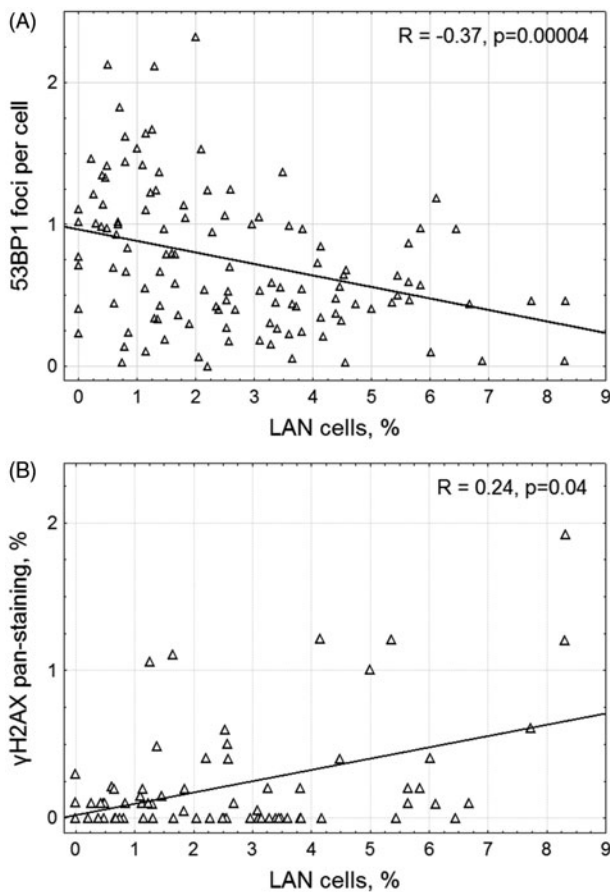 (A)
R = -0.37, p=0.00004
2
1
0
53BP1 foci per cell
0 1 2 3 4 5 6 7 8 9
LAN cells, %
(B)
R = 0.24, p=0.04
2
1
0
γH2AX pan-staining, %
0 1 2 3 4 5 6 7 8 9
LAN cells, %